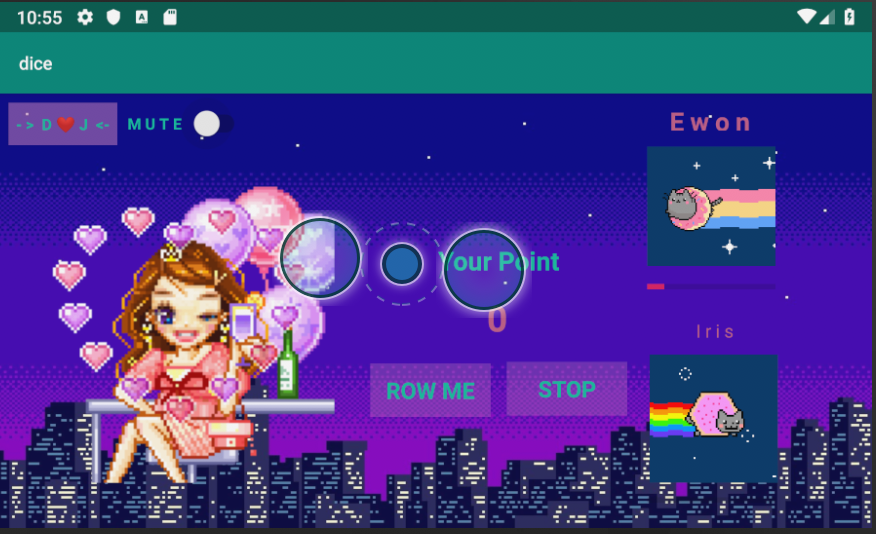 10:55
dice
-> D ❤️ J <-
MUTE
Ewon
Your Point
0
Iris
ROW ME
STOP